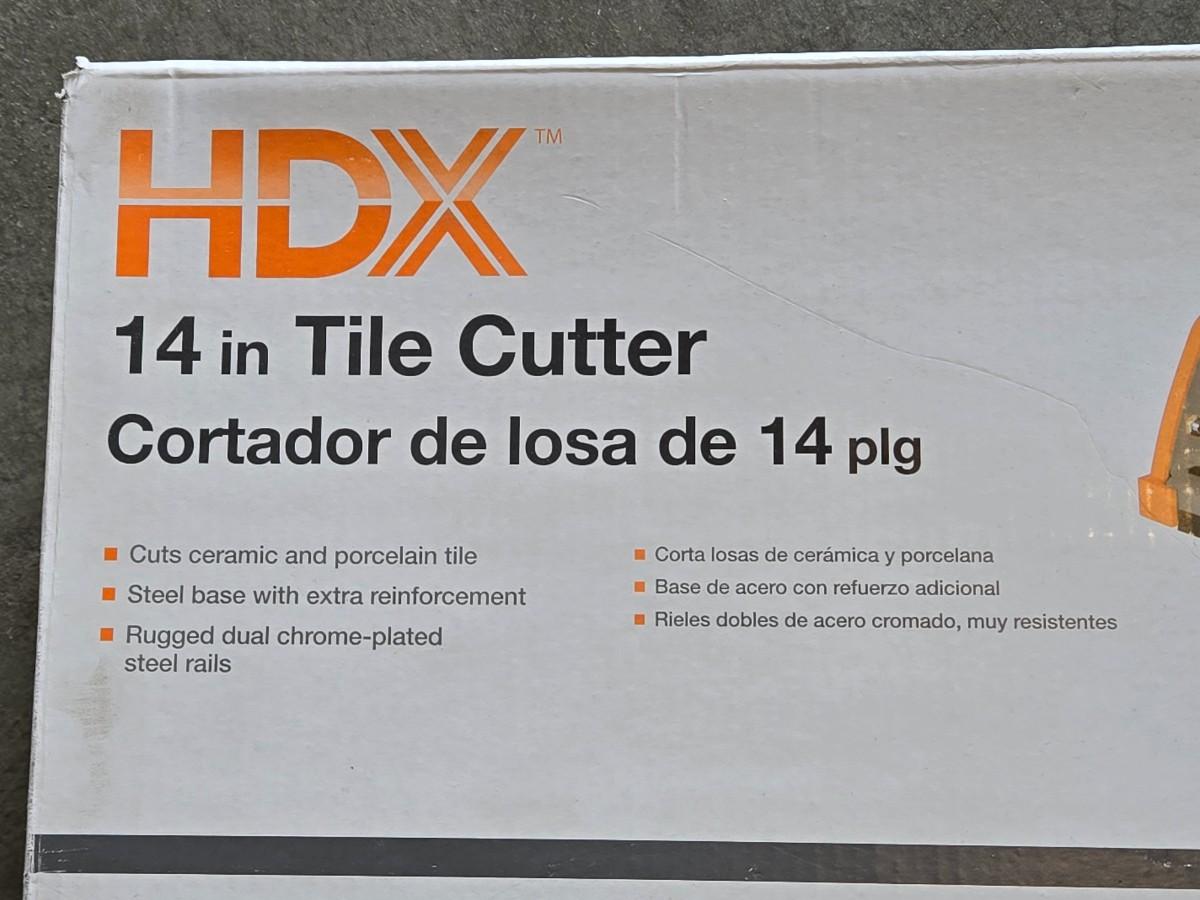 HDX™
14 in Tile Cutter
Cortador de losa de 14 plg
■ Cuts ceramic and porcelain tile
■ Steel base with extra reinforcement
■ Rugged dual chrome-plated
steel rails
■ Corta losas de cerámica y porcelana
■ Base de acero con refuerzo adicional
■ Rieles dobles de acero cromado, muy resistentes